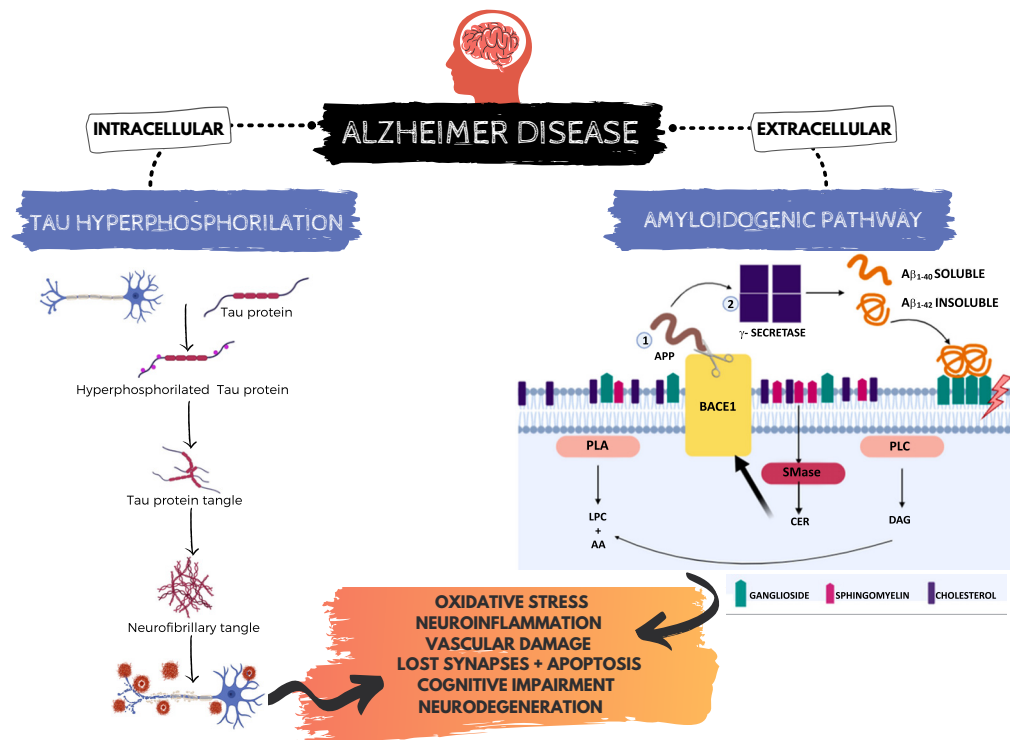 ALZHEIMER DISEASE
INTRACELLULAR
EXTRACELLULAR
TAU HYPERPHOSPHORILATION
Tau protein
Hyperphosphorilated Tau protein
Tau protein tangle
Neurofibrillary tangle
AMYLOIDOGENIC PATHWAY
Aβ1-40 SOLUBLE
Aβ1-42 INSOLUBLE
2
γ- SECRETASE
1
APP
BACE1
PLA
SMase
PLC
LPC
+
AA
CER
DAG
GANGLIOSIDE
SPHINGOMYELIN
CHOLESTEROL
OXIDATIVE STRESS
NEUROINFLAMMATION
VASCULAR DAMAGE
LOST SYNAPSES + APOPTOSIS
COGNITIVE IMPAIRMENT
NEURODEGENERATION